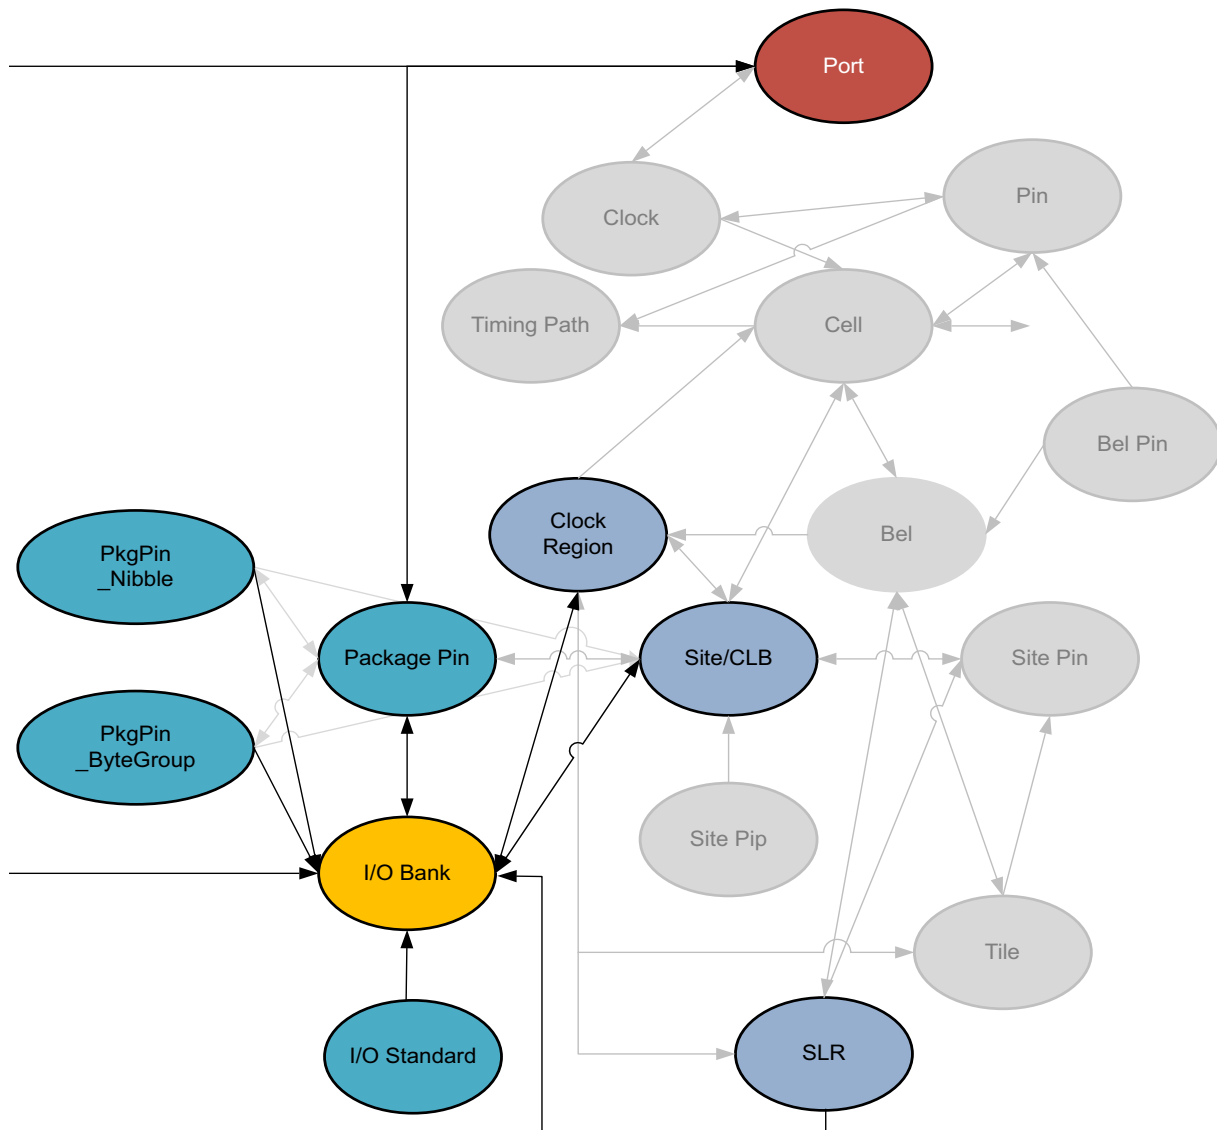 Port
Pin
Clock
Timing Path
Cell
Bel Pin
Clock
Region
Bel
PkgPin
_Nibble
Package Pin
Site/CLB
Site Pin
PkgPin
_ByteGroup
Site Pip
I/O Bank
Tile
I/O Standard
SLR